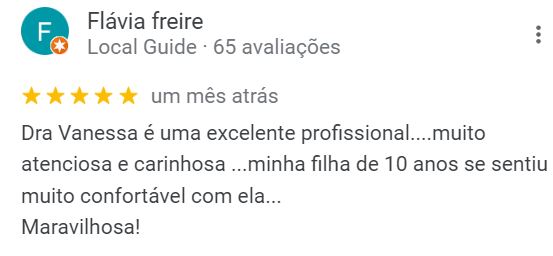 F
Flávia freire
Local Guide · 65 avaliações
um mês atrás
Dra Vanessa é uma excelente profissional....muito
atenciosa e carinhosa ...minha filha de 10 anos se sentiu
muito confortável com ela...
Maravilhosa!